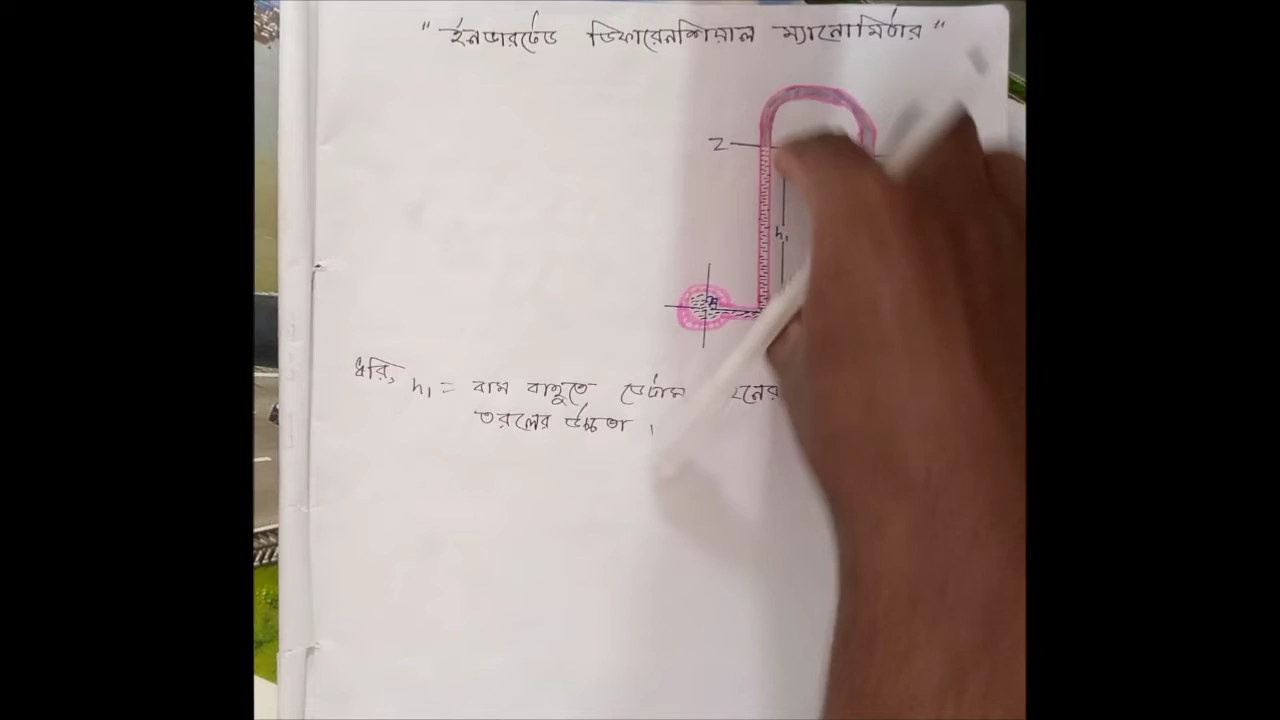 "ইনভারটেড ডিফারেনশিয়াল ম্যানোমিটার"
Z
h₁
ধরি, h₁ = বাম বাহুতে ডেটাম
তরলের উচ্চতা ।